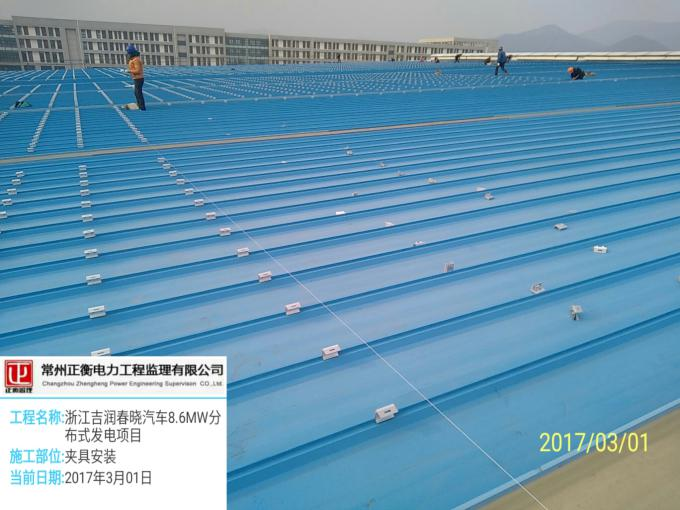 常州正衡电力工程监理有限公司
Changzhou Zhengheng Power Engineering Supervison CO.,Ltd.
正衡监理
工程名称:浙江吉润春晓汽车8.6MW分
布式发电项目
施工部位:夹具安装
当前日期:2017年3月01日
2017/03/01